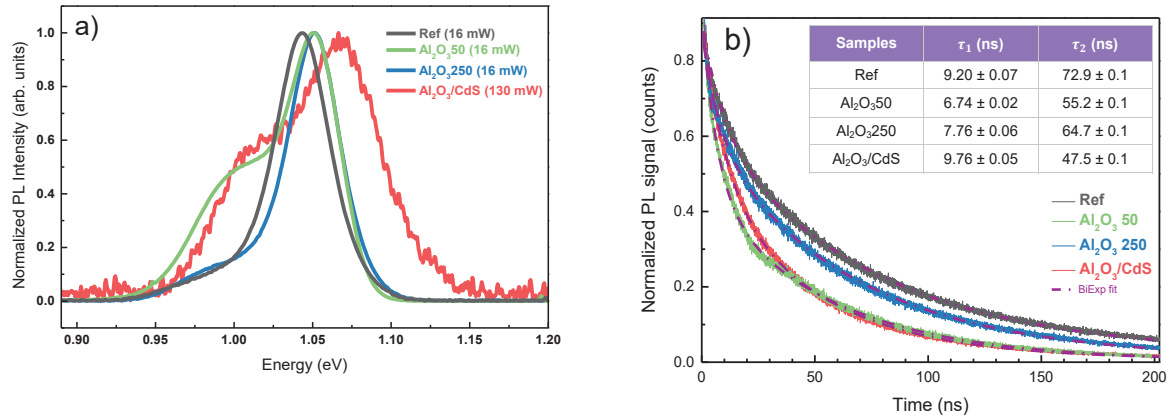 a)
Ref (16 mW)
Al₂O₃50 (16 mW)
Al₂O₃250 (16 mW)
Al₂O₃/CdS (130 mW)
Normalized PL Intensity (arb. units)
1.0
0.8
0.6
0.4
0.2
0.0
0.90 0.95 1.00 1.05 1.10 1.15 1.20
Energy (eV)
b)
Samples τ₁ (ns) τ₂ (ns)
Ref 9.20 ± 0.07 72.9 ± 0.1
Al₂O₃50 6.74 ± 0.02 55.2 ± 0.1
Al₂O₃250 7.76 ± 0.06 64.7 ± 0.1
Al₂O₃/CdS 9.76 ± 0.05 47.5 ± 0.1
Ref
Al₂O₃ 50
Al₂O₃ 250
Al₂O₃/CdS
BiExp fit
Normalized PL signal (counts)
0.8
0.6
0.4
0.2
0.0
0 50 100 150 200
Time (ns)